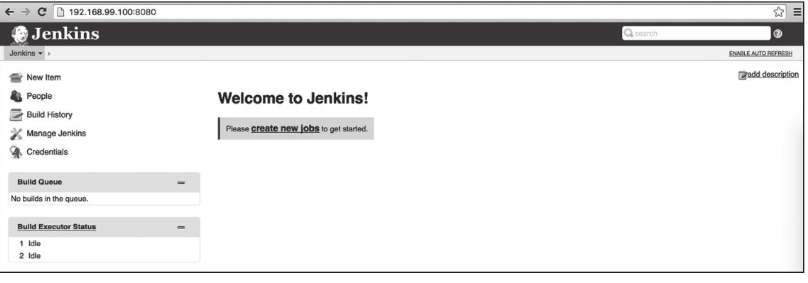 192.168.99.100:8080
Jenkins
search
?
Jenkins
ENABLE AUTO REFRESH
New Item
People
Build History
Manage Jenkins
Credentials
Build Queue
No builds in the queue.
Build Executor Status
1 Idle
2 Idle
add description
Welcome to Jenkins!
Please create new jobs to get started.